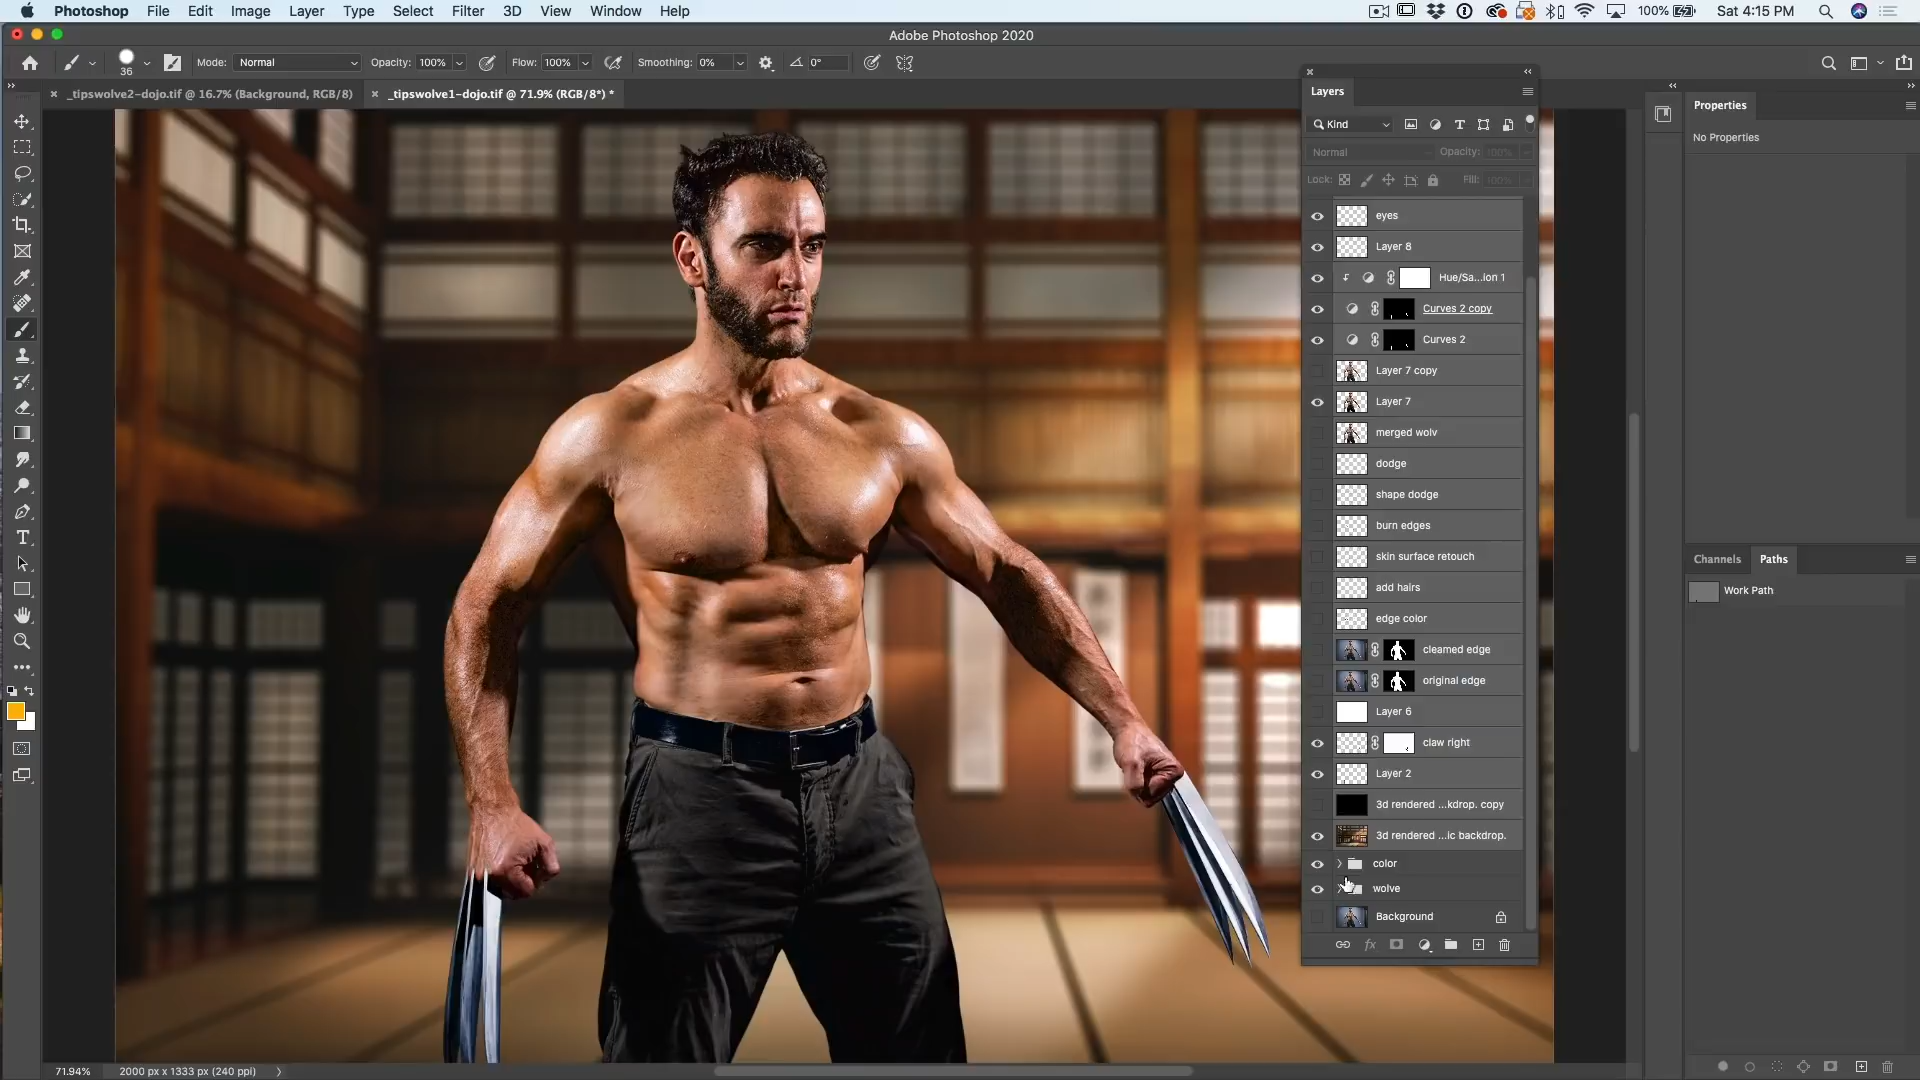 Photoshop File Edit Image Layer Type Select Filter 3D View Window Help 100% Sat 4:15 PM
Adobe Photoshop 2020
36 Mode: Normal Opacity: 100% Flow: 100% Smoothing: 0% 0°
_tipswolve2-dojo.tif @ 16.7% (Background, RGB/8) _tipswolve1-dojo.tif @ 71.9% (RGB/8*) *
Layers
Kind
Normal Opacity: 100%
Lock: Fill: 100%
eyes
Layer 8
Hue/Sa...ion 1
Curves 2 copy
Curves 2
Layer 7 copy
Layer 7
merged wolv
dodge
shape dodge
burn edges
skin surface retouch
add hairs
edge color
cleamed edge
original edge
Layer 6
claw right
Layer 2
3d rendered ...kdrop. copy
3d rendered ...ic backdrop.
color
wolve
Background
fx
Properties
No Properties
Channels Paths
Work Path
71.94% 2000 px x 1333 px (240 ppi)